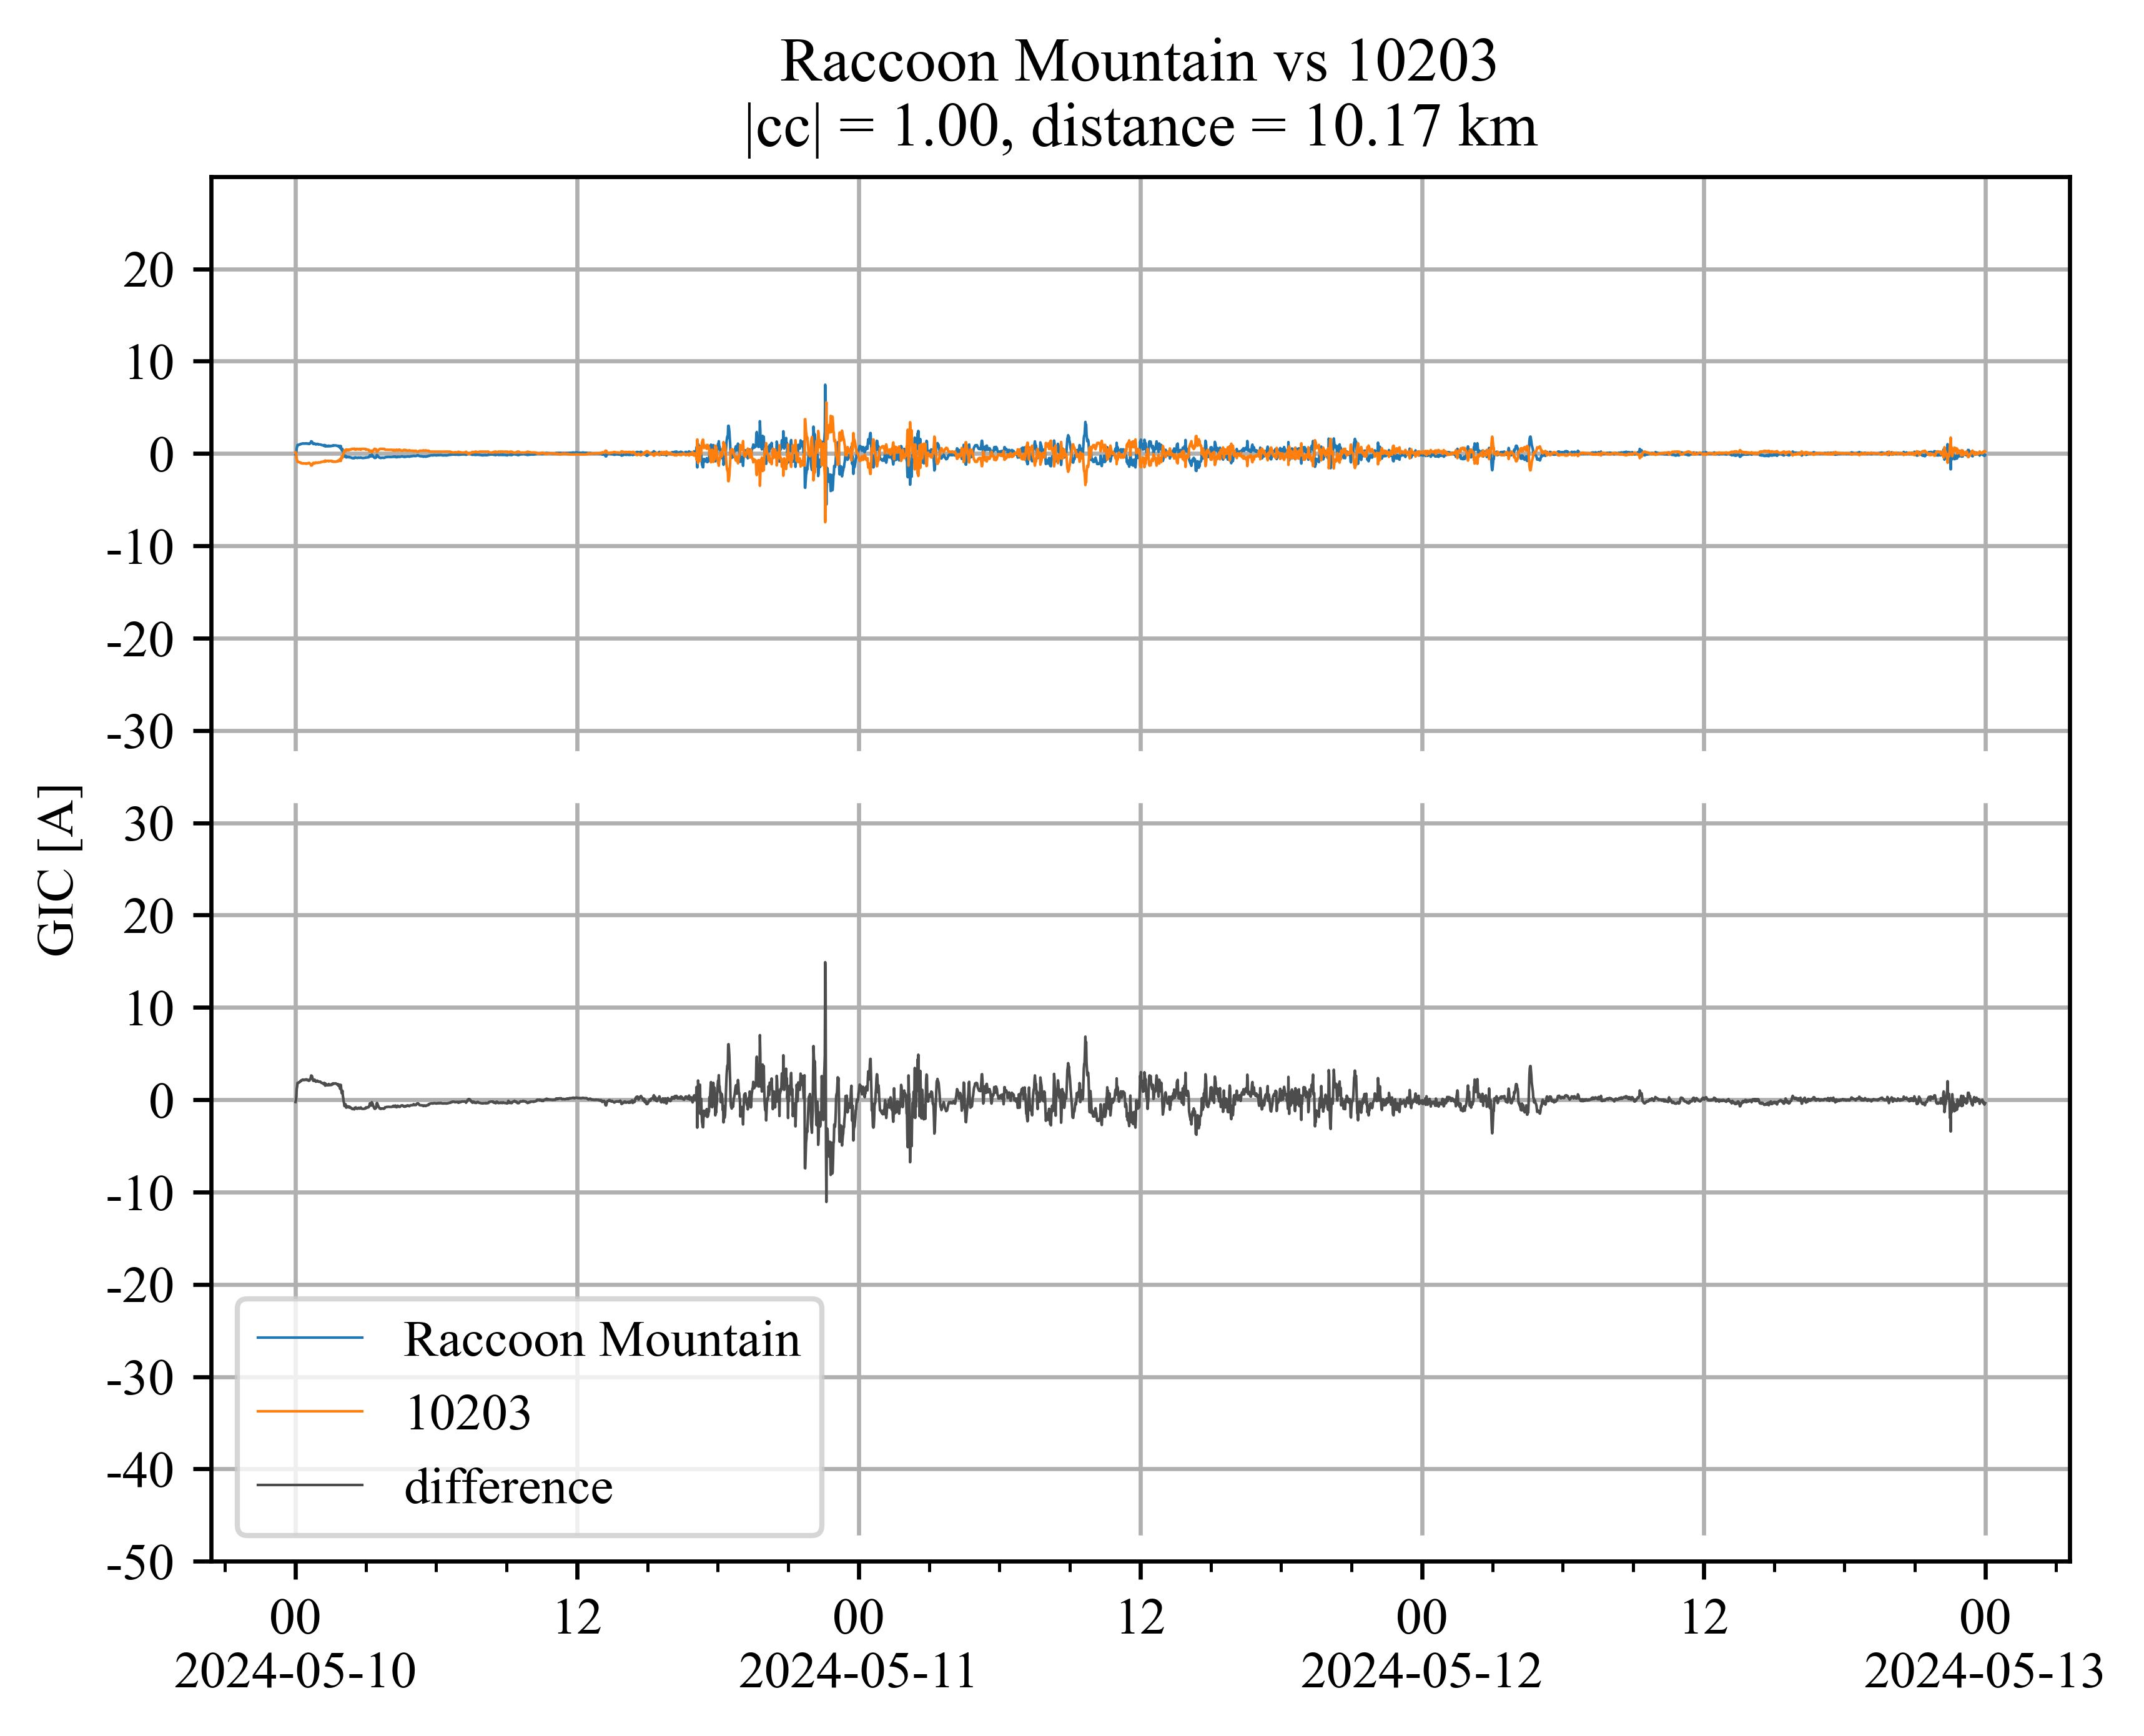 Raccoon Mountain vs 10203
|cc| = 1.00, distance = 10.17 km
20
10
0
-10
-20
-30
30
20
10
0
-10
-20
-30
-40
-50
GIC [A]
Raccoon Mountain
10203
difference
00 12 00 12 00 12 00
2024-05-10 2024-05-11 2024-05-12 2024-05-13